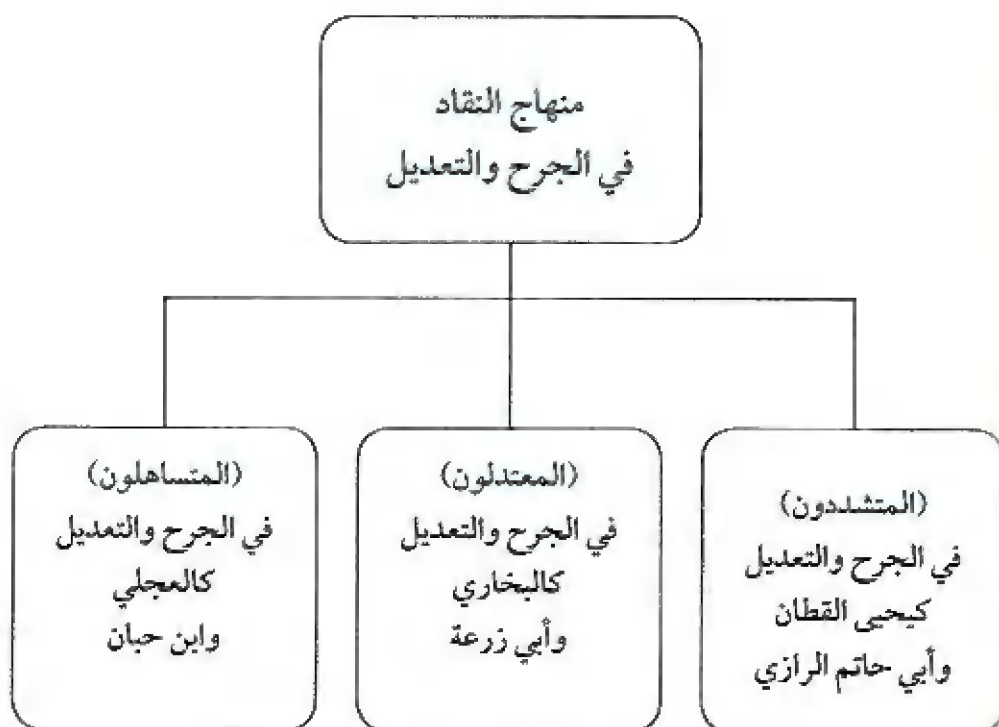 منهاج النقاد
في الجرح والتعديل
(المتشددون)
في الجرح والتعديل
كيحيى القطان
وأبي حاتم الرازي
(المعتدلون)
في الجرح والتعديل
كالبخاري
وأبي زرعة
(المتساهلون)
في الجرح والتعديل
كالعجلي
وابن حبان